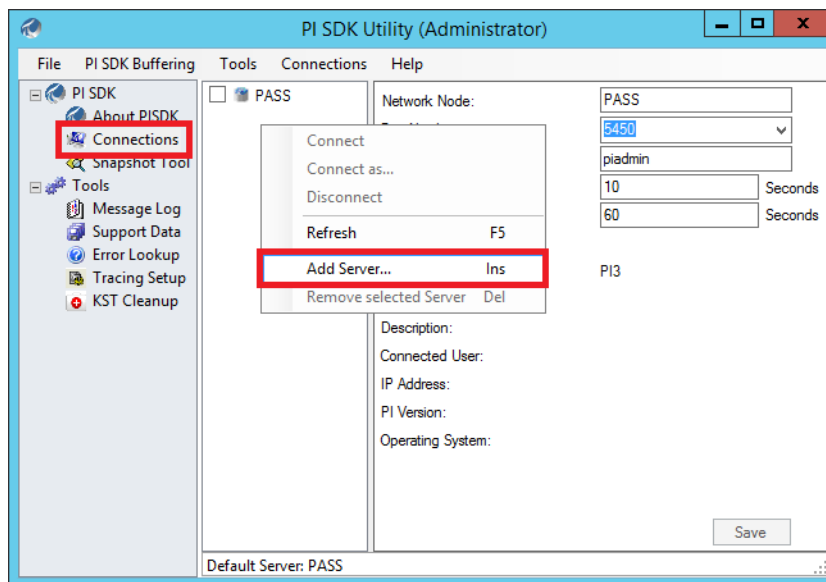 PI SDK Utility (Administrator)
File PI SDK Buffering Tools Connections Help
PI SDK
About PISDK
Connections
Snapshot Tool
Tools
Message Log
Support Data
Error Lookup
Tracing Setup
KST Cleanup
PASS
Connect
Connect as...
Disconnect
Refresh F5
Add Server... Ins
Remove selected Server Del
Network Node: PASS
5450
piadmin
10 Seconds
60 Seconds
PI3
Description:
Connected User:
IP Address:
PI Version:
Operating System:
Save
Default Server: PASS